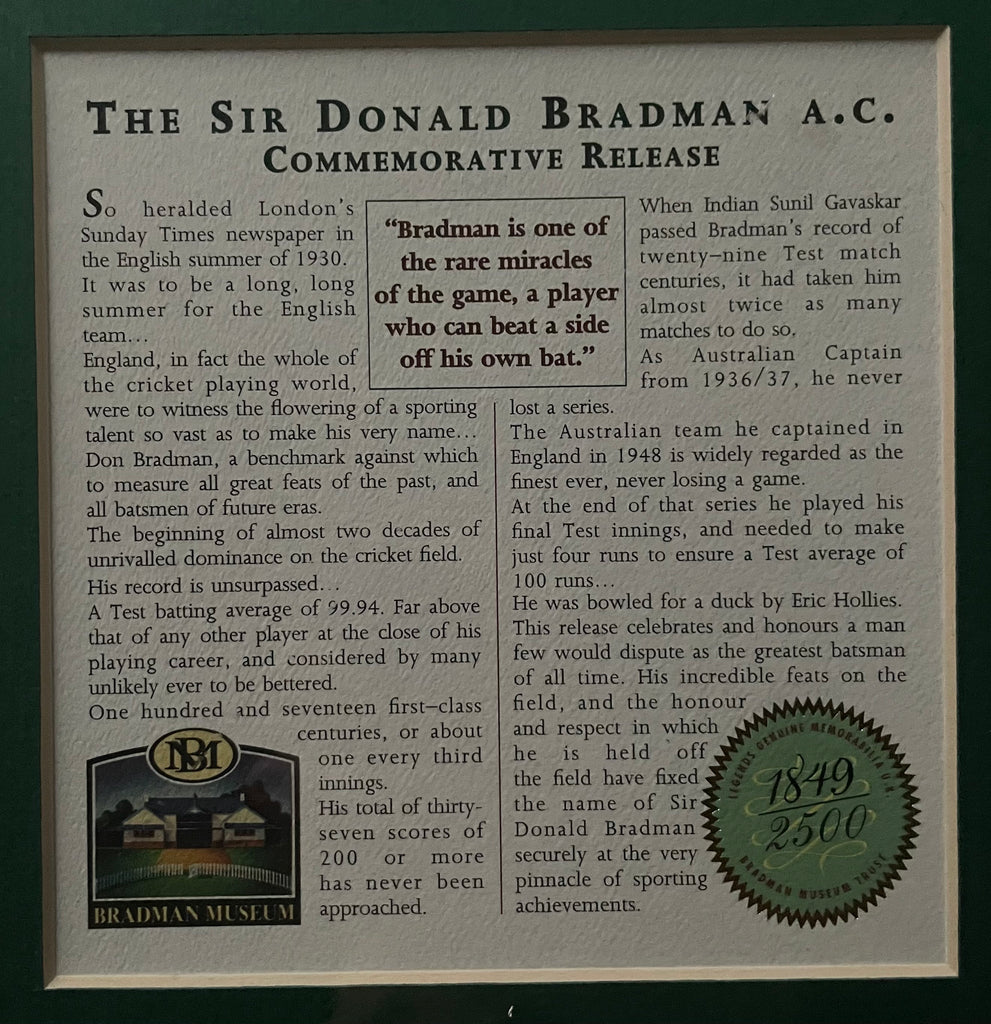 THE SIR DONALD BRADMAN A.C.
COMMEMORATIVE RELEASE
"Bradman is one of
the rare miracles
of the game, a player
who can beat a side
off his own bat."
So heralded London's
Sunday Times newspaper in
the English summer of 1930.
It was to be a long, long
summer for the English
team...
England, in fact the whole of
the cricket playing world,
were to witness the flowering of a sporting
talent so vast as to make his very name...
Don Bradman, a benchmark against which
to measure all great feats of the past, and
all batsmen of future eras.
The beginning of almost two decades of
unrivalled dominance on the cricket field.
His record is unsurpassed...
A Test batting average of 99.94. Far above
that of any other player at the close of his
playing career, and considered by many
unlikely ever to be bettered.
One hundred and seventeen first-class
centuries, or about
one every third
innings.
His total of thirty-
seven scores of
200 or more
has never been
approached.
BM
BRADMAN MUSEUM
When Indian Sunil Gavaskar
passed Bradman's record of
twenty-nine Test match
centuries, it had taken him
almost twice as many
matches to do so.
As Australian Captain
from 1936/37, he never
lost a series.
The Australian team he captained in
England in 1948 is widely regarded as the
finest ever, never losing a game.
At the end of that series he played his
final Test innings, and needed to make
just four runs to ensure a Test average of
100 runs...
He was bowled for a duck by Eric Hollies.
This release celebrates and honours a man
few would dispute as the greatest batsman
of all time. His incredible feats on the
field, and the honour
and respect in which
he is held off
the field have fixed
the name of Sir
Donald Bradman
securely at the very
pinnacle of sporting
achievements.
LEGENDS GENUINE MEMORABILIA
1849
2500
BRADMAN MUSEUM TRUST